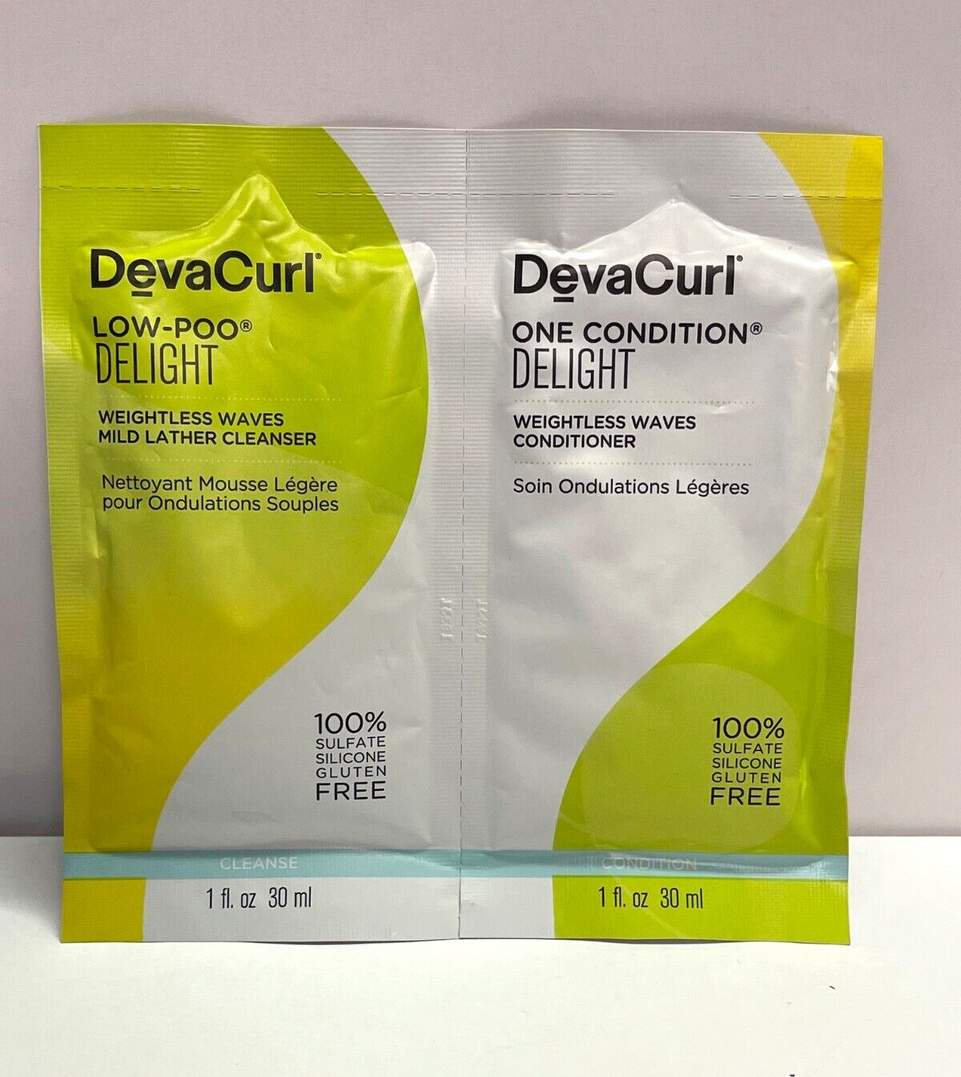 DevaCurl®
LOW-POO®
DELIGHT
WEIGHTLESS WAVES
MILD LATHER CLEANSER
Nettoyant Mousse Légère
pour Ondulations Souples
100%
SULFATE
SILICONE
GLUTEN
FREE
CLEANSE
1 fl. oz 30 ml
DevaCurl®
ONE CONDITION®
DELIGHT
WEIGHTLESS WAVES
CONDITIONER
Soin Ondulations Légères
100%
SULFATE
SILICONE
GLUTEN
FREE
CONDITION
1 fl. oz 30 ml